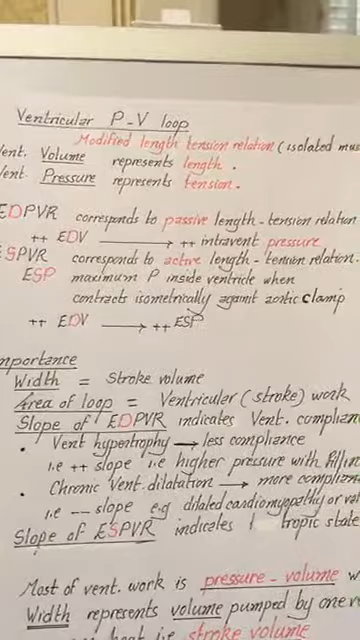 Ventricular P-V loop
Modified length tension relation (isolated mus
Vent. Volume represents length.
Vent. Pressure represents tension.
EDPVR corresponds to passive length-tension relation
++ EDV → ++ intravent pressure
ESPVR corresponds to active length-tension relation.
ESP maximum P inside ventricle when
contracts isometrically against aortic clamp
++ EDV → ++ ESP
mportance
Width = Stroke volume
Area of loop = Ventricular (stroke) work
Slope of EDPVR indicates Vent. complian
• Vent hypertrophy → less compliance
i.e ++ slope i.e higher pressure with fillin
• Chronic Vent. dilatation → more complian
i.e -- slope e.g dilated cardiomyopathy or
Slope of ESPVR indicates tropic state
Most of vent. work is pressure-volume w
Width represents volume pumped by one
i.e. stroke volume